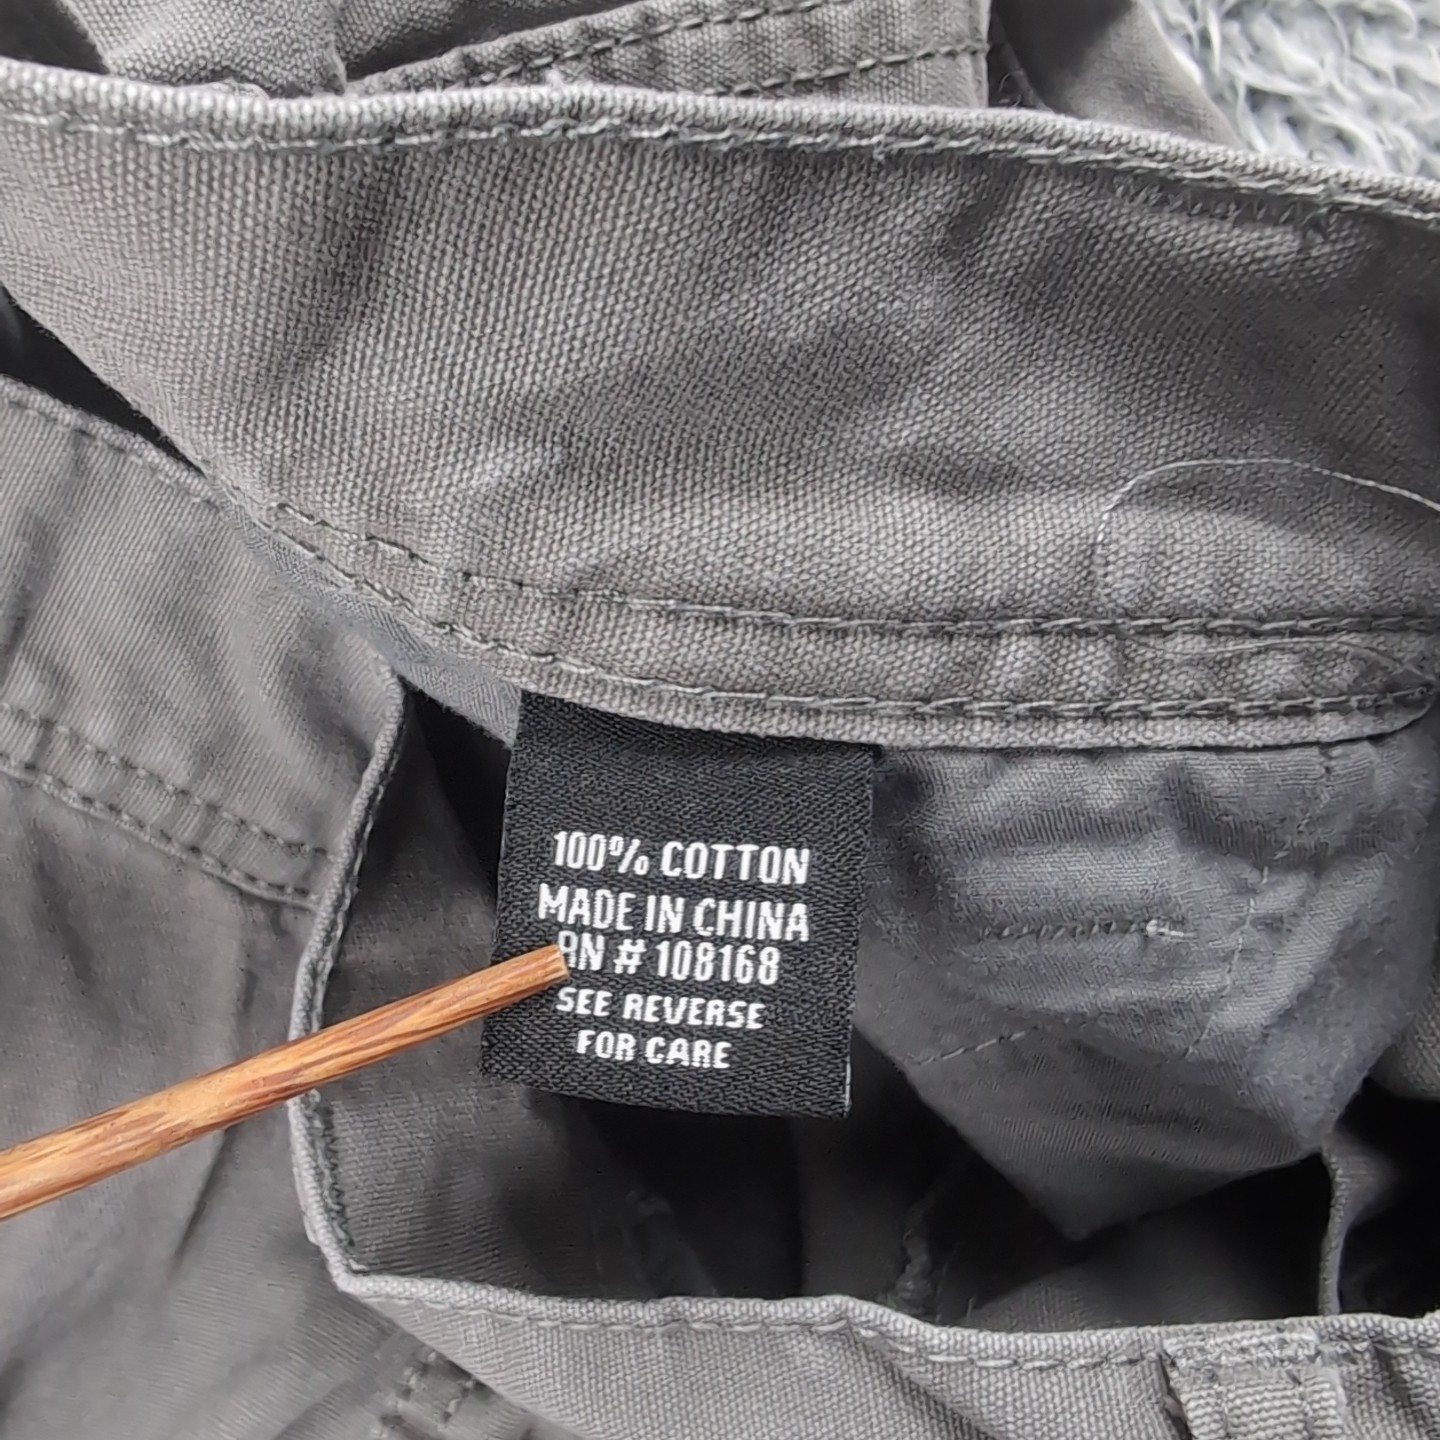 100% COTTON
MADE IN CHINA
RN # 108168
SEE REVERSE
FOR CARE